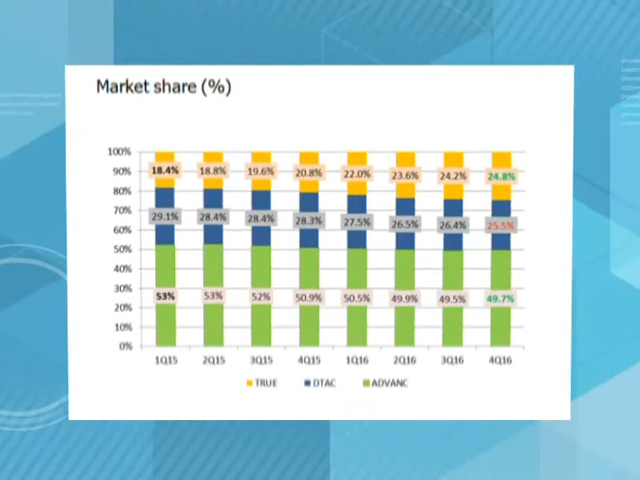 Market share (%)
100%
90%
80%
70%
60%
50%
40%
30%
20%
10%
0%
18.4% 18.8% 19.6% 20.8% 22.0% 23.6% 24.2% 24.8%
29.1% 28.4% 28.4% 28.3% 27.5% 26.5% 26.4% 25.5%
53% 53% 52% 50.9% 50.5% 49.9% 49.5% 49.7%
1Q15 2Q15 3Q15 4Q15 1Q16 2Q16 3Q16 4Q16
TRUE DTAC ADVANC